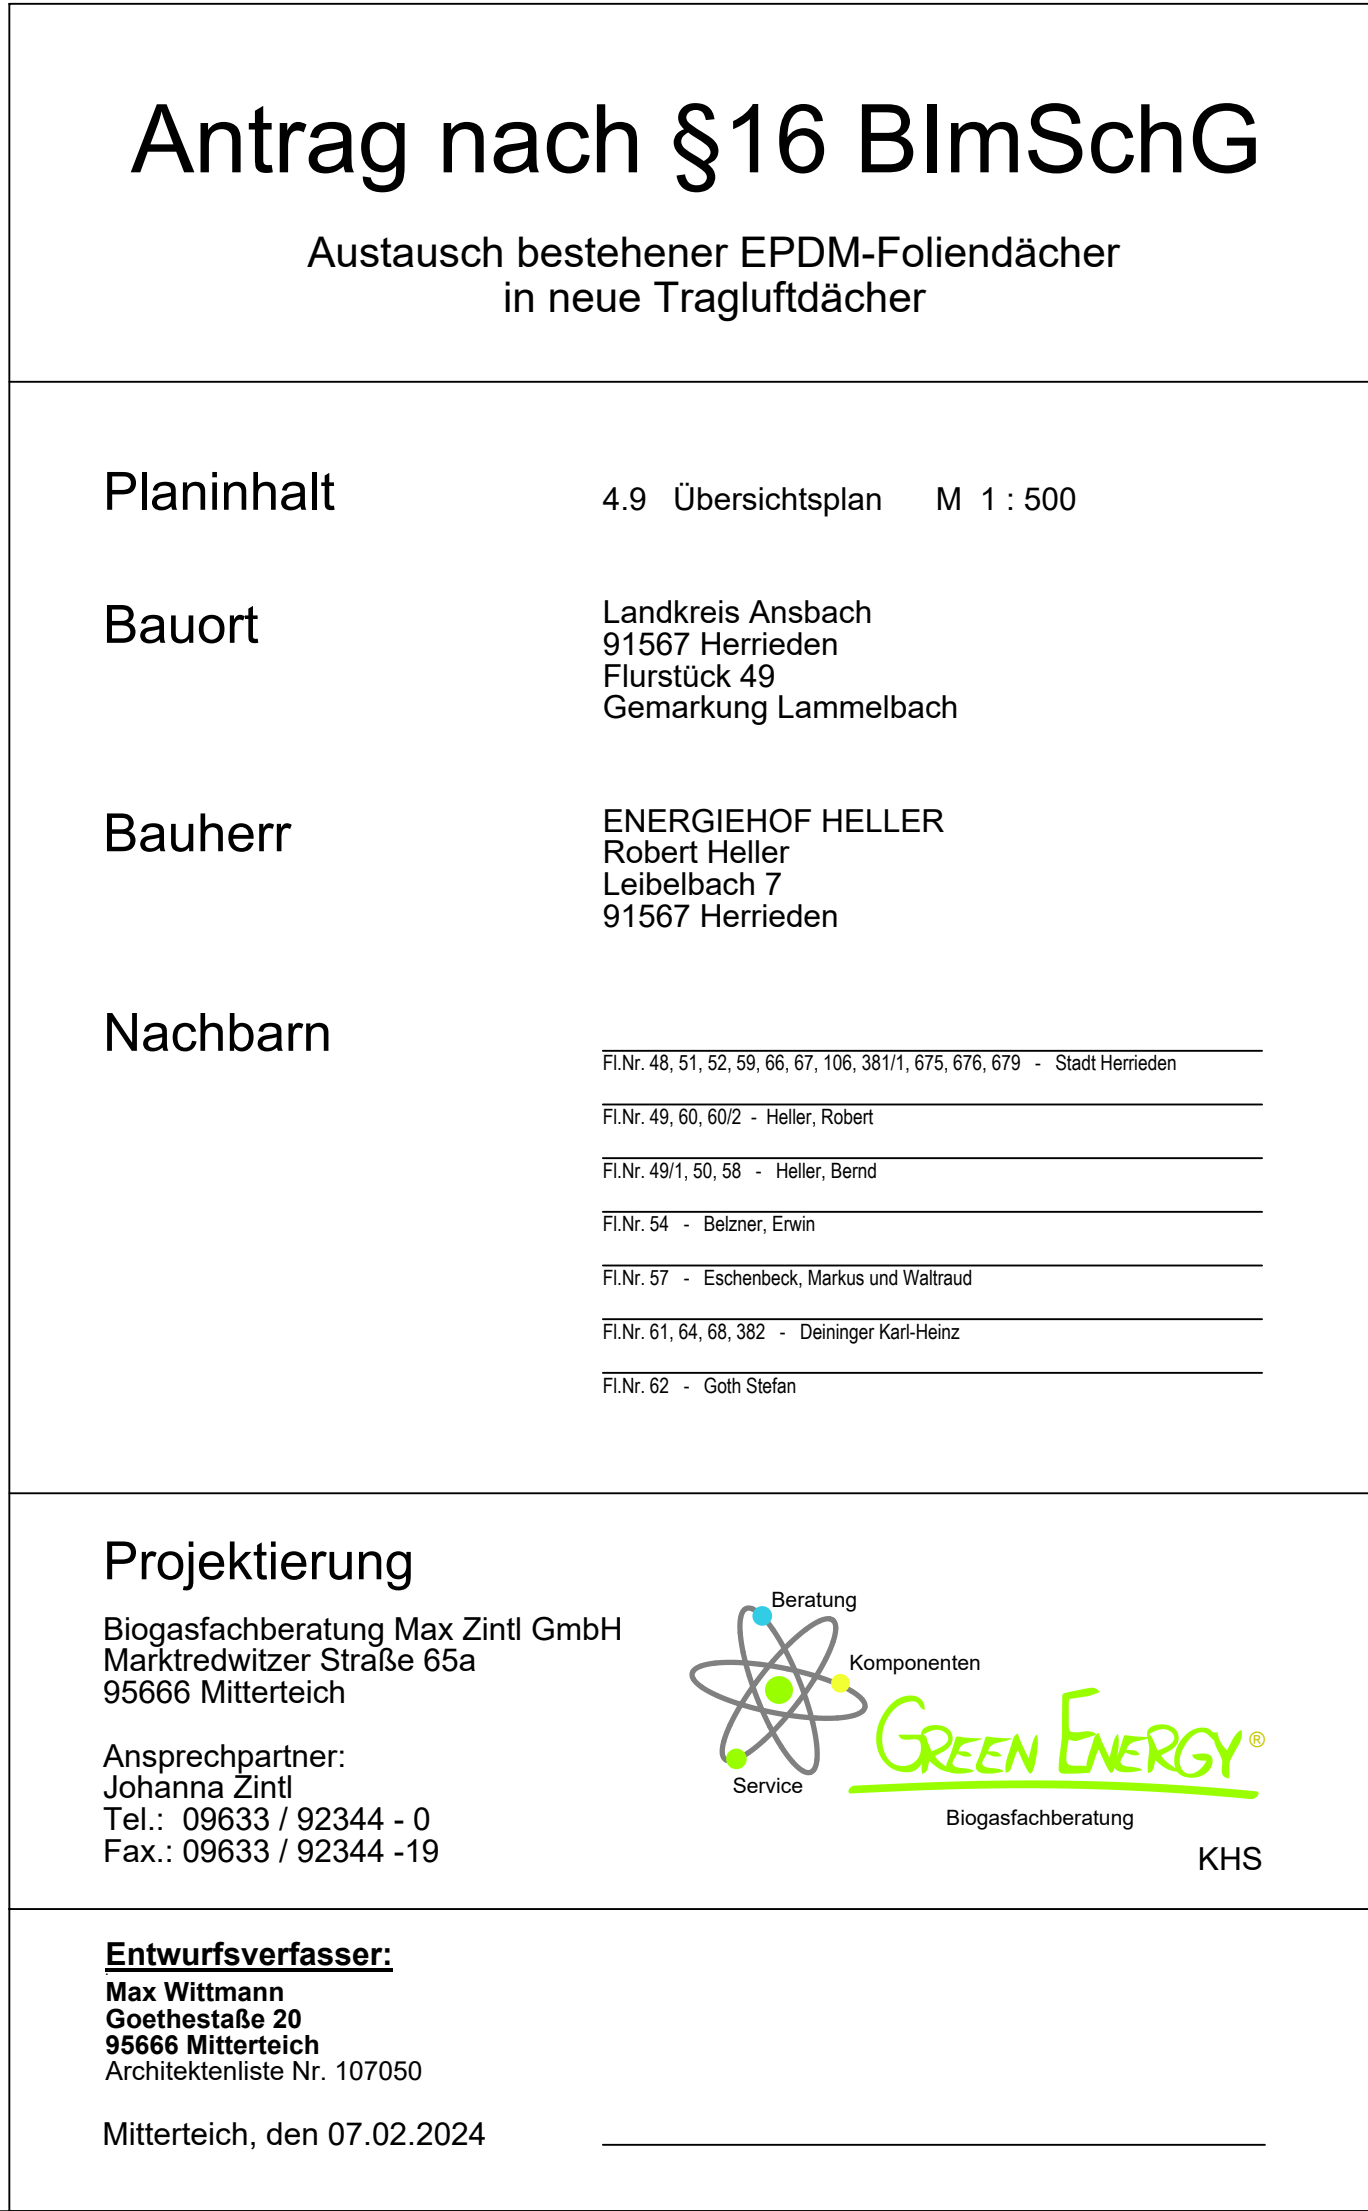 Antrag nach §16 BImSchG
Austausch bestehener EPDM-Foliendächer
in neue Tragluftdächer
Planinhalt
4.9 Übersichtsplan M 1 : 500
Bauort
Landkreis Ansbach
91567 Herrieden
Flurstück 49
Gemarkung Lammelbach
Bauherr
ENERGIEHOF HELLER
Robert Heller
Leibelbach 7
91567 Herrieden
Nachbarn
Fl.Nr. 48, 51, 52, 59, 66, 67, 106, 381/1, 675, 676, 679 - Stadt Herrieden
Fl.Nr. 49, 60, 60/2 - Heller, Robert
Fl.Nr. 49/1, 50, 58 - Heller, Bernd
Fl.Nr. 54 - Belzner, Erwin
Fl.Nr. 57 - Eschenbeck, Markus und Waltraud
Fl.Nr. 61, 64, 68, 382 - Deininger Karl-Heinz
Fl.Nr. 62 - Goth Stefan
Projektierung
Biogasfachberatung Max Zintl GmbH
Marktredwitzer Straße 65a
95666 Mitterteich
Ansprechpartner:
Johanna Zintl
Tel.: 09633 / 92344 - 0
Fax.: 09633 / 92344 -19
Beratung
Komponenten
GREEN ENERGY ®
Service
Biogasfachberatung
KHS
Entwurfsverfasser:
Max Wittmann
Goethestaße 20
95666 Mitterteich
Architektenliste Nr. 107050
Mitterteich, den 07.02.2024